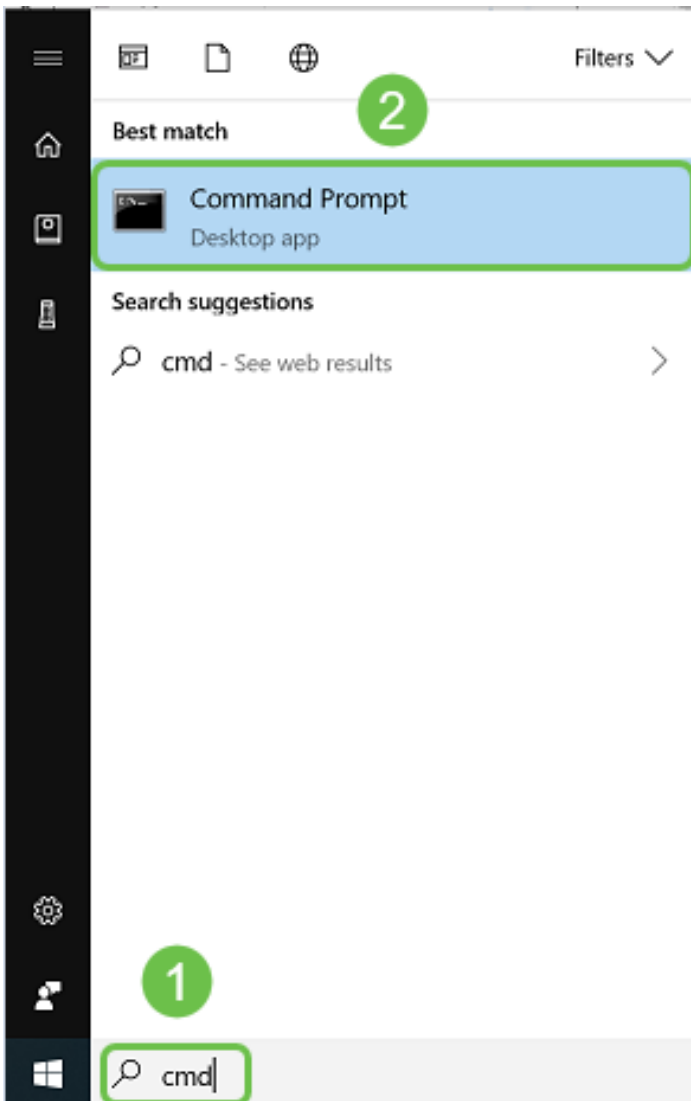 Filters
2
Best match
Command Prompt
Desktop app
Search suggestions
cmd - See web results
1
cmd